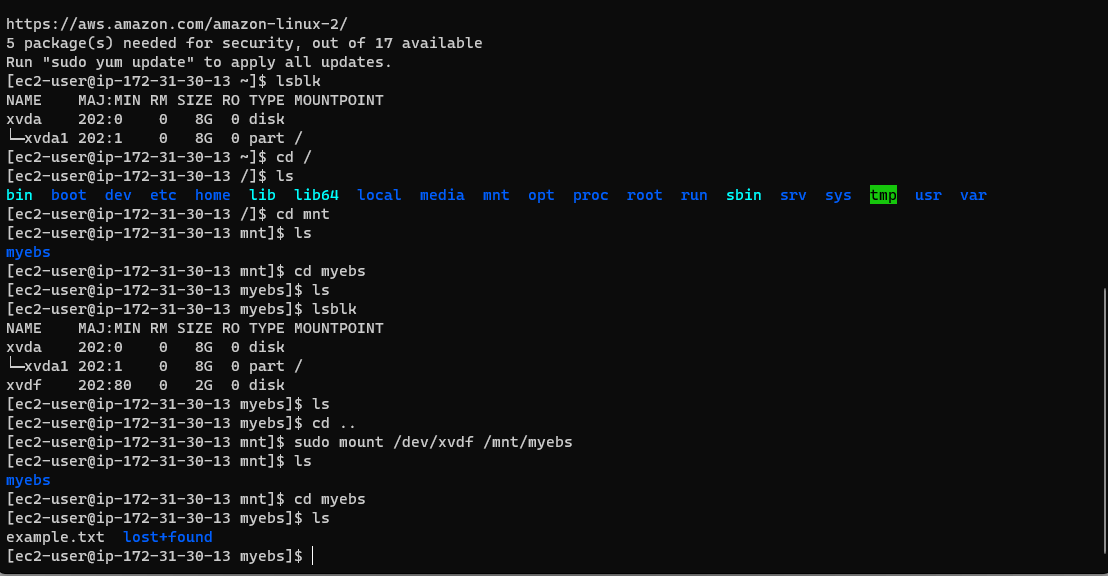 https://aws.amazon.com/amazon-linux-2/
5 package(s) needed for security, out of 17 available
Run "sudo yum update" to apply all updates.
[ec2-user@ip-172-31-30-13 ~]$ lsblk
NAME    MAJ:MIN RM SIZE RO TYPE MOUNTPOINT
xvda    202:0    0   8G  0 disk
└─xvda1 202:1    0   8G  0 part /
[ec2-user@ip-172-31-30-13 ~]$ cd /
[ec2-user@ip-172-31-30-13 /]$ ls
bin  boot  dev  etc  home  lib  lib64  local  media  mnt  opt  proc  root  run  sbin  srv  sys  tmp  usr  var
[ec2-user@ip-172-31-30-13 /]$ cd mnt
[ec2-user@ip-172-31-30-13 mnt]$ ls
myebs
[ec2-user@ip-172-31-30-13 mnt]$ cd myebs
[ec2-user@ip-172-31-30-13 myebs]$ ls
[ec2-user@ip-172-31-30-13 myebs]$ lsblk
NAME    MAJ:MIN RM SIZE RO TYPE MOUNTPOINT
xvda    202:0    0   8G  0 disk
└─xvda1 202:1    0   8G  0 part /
xvdf    202:80   0   2G  0 disk
[ec2-user@ip-172-31-30-13 myebs]$ ls
[ec2-user@ip-172-31-30-13 myebs]$ cd ..
[ec2-user@ip-172-31-30-13 mnt]$ sudo mount /dev/xvdf /mnt/myebs
[ec2-user@ip-172-31-30-13 mnt]$ ls
myebs
[ec2-user@ip-172-31-30-13 mnt]$ cd myebs
[ec2-user@ip-172-31-30-13 myebs]$ ls
example.txt  lost+found
[ec2-user@ip-172-31-30-13 myebs]$